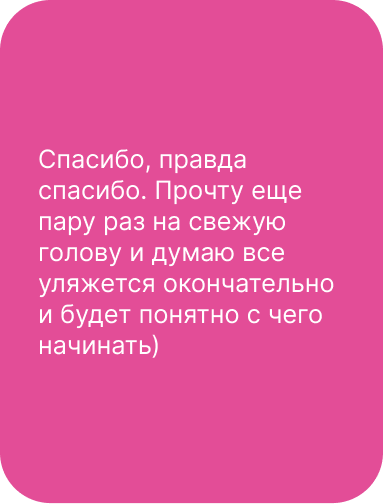 Спасибо, правда
спасибо. Прочту еще
пару раз на свежую
голову и думаю все
уляжется окончательно
и будет понятно с чего
начинать)